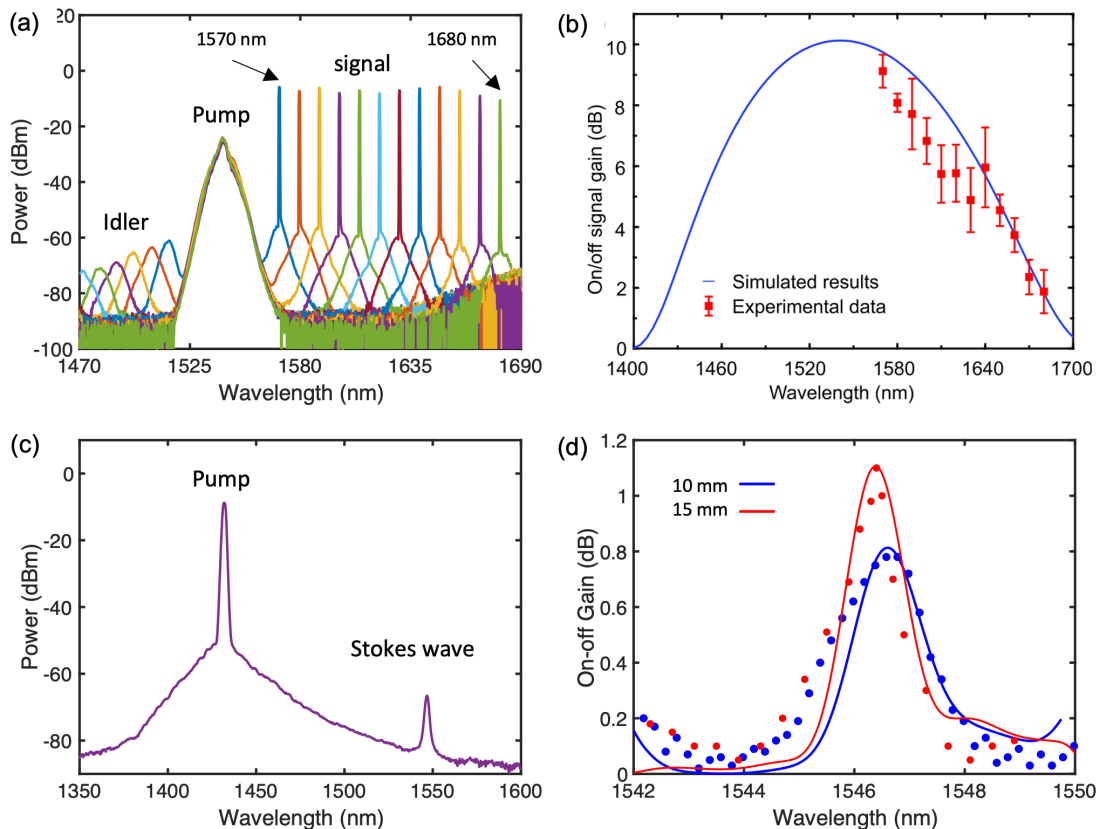 (a)
20
0
-20
-40
-60
-80
-100
Power (dBm)
1570 nm
signal
1680 nm
Pump
Idler
1470
1525
1580
1635
1690
Wavelength (nm)
(b)
10
8
6
4
2
0
On/off signal gain (dB)
Simulated results
Experimental data
1400
1460
1520
1580
1640
1700
Wavelength (nm)
(c)
0
-20
-40
-60
-80
Power (dBm)
Pump
Stokes wave
1350
1400
1450
1500
1550
1600
Wavelength (nm)
(d)
1.2
1
0.8
0.6
0.4
0.2
0
On-off Gain (dB)
10 mm
15 mm
1542
1544
1546
1548
1550
Wavelength (nm)